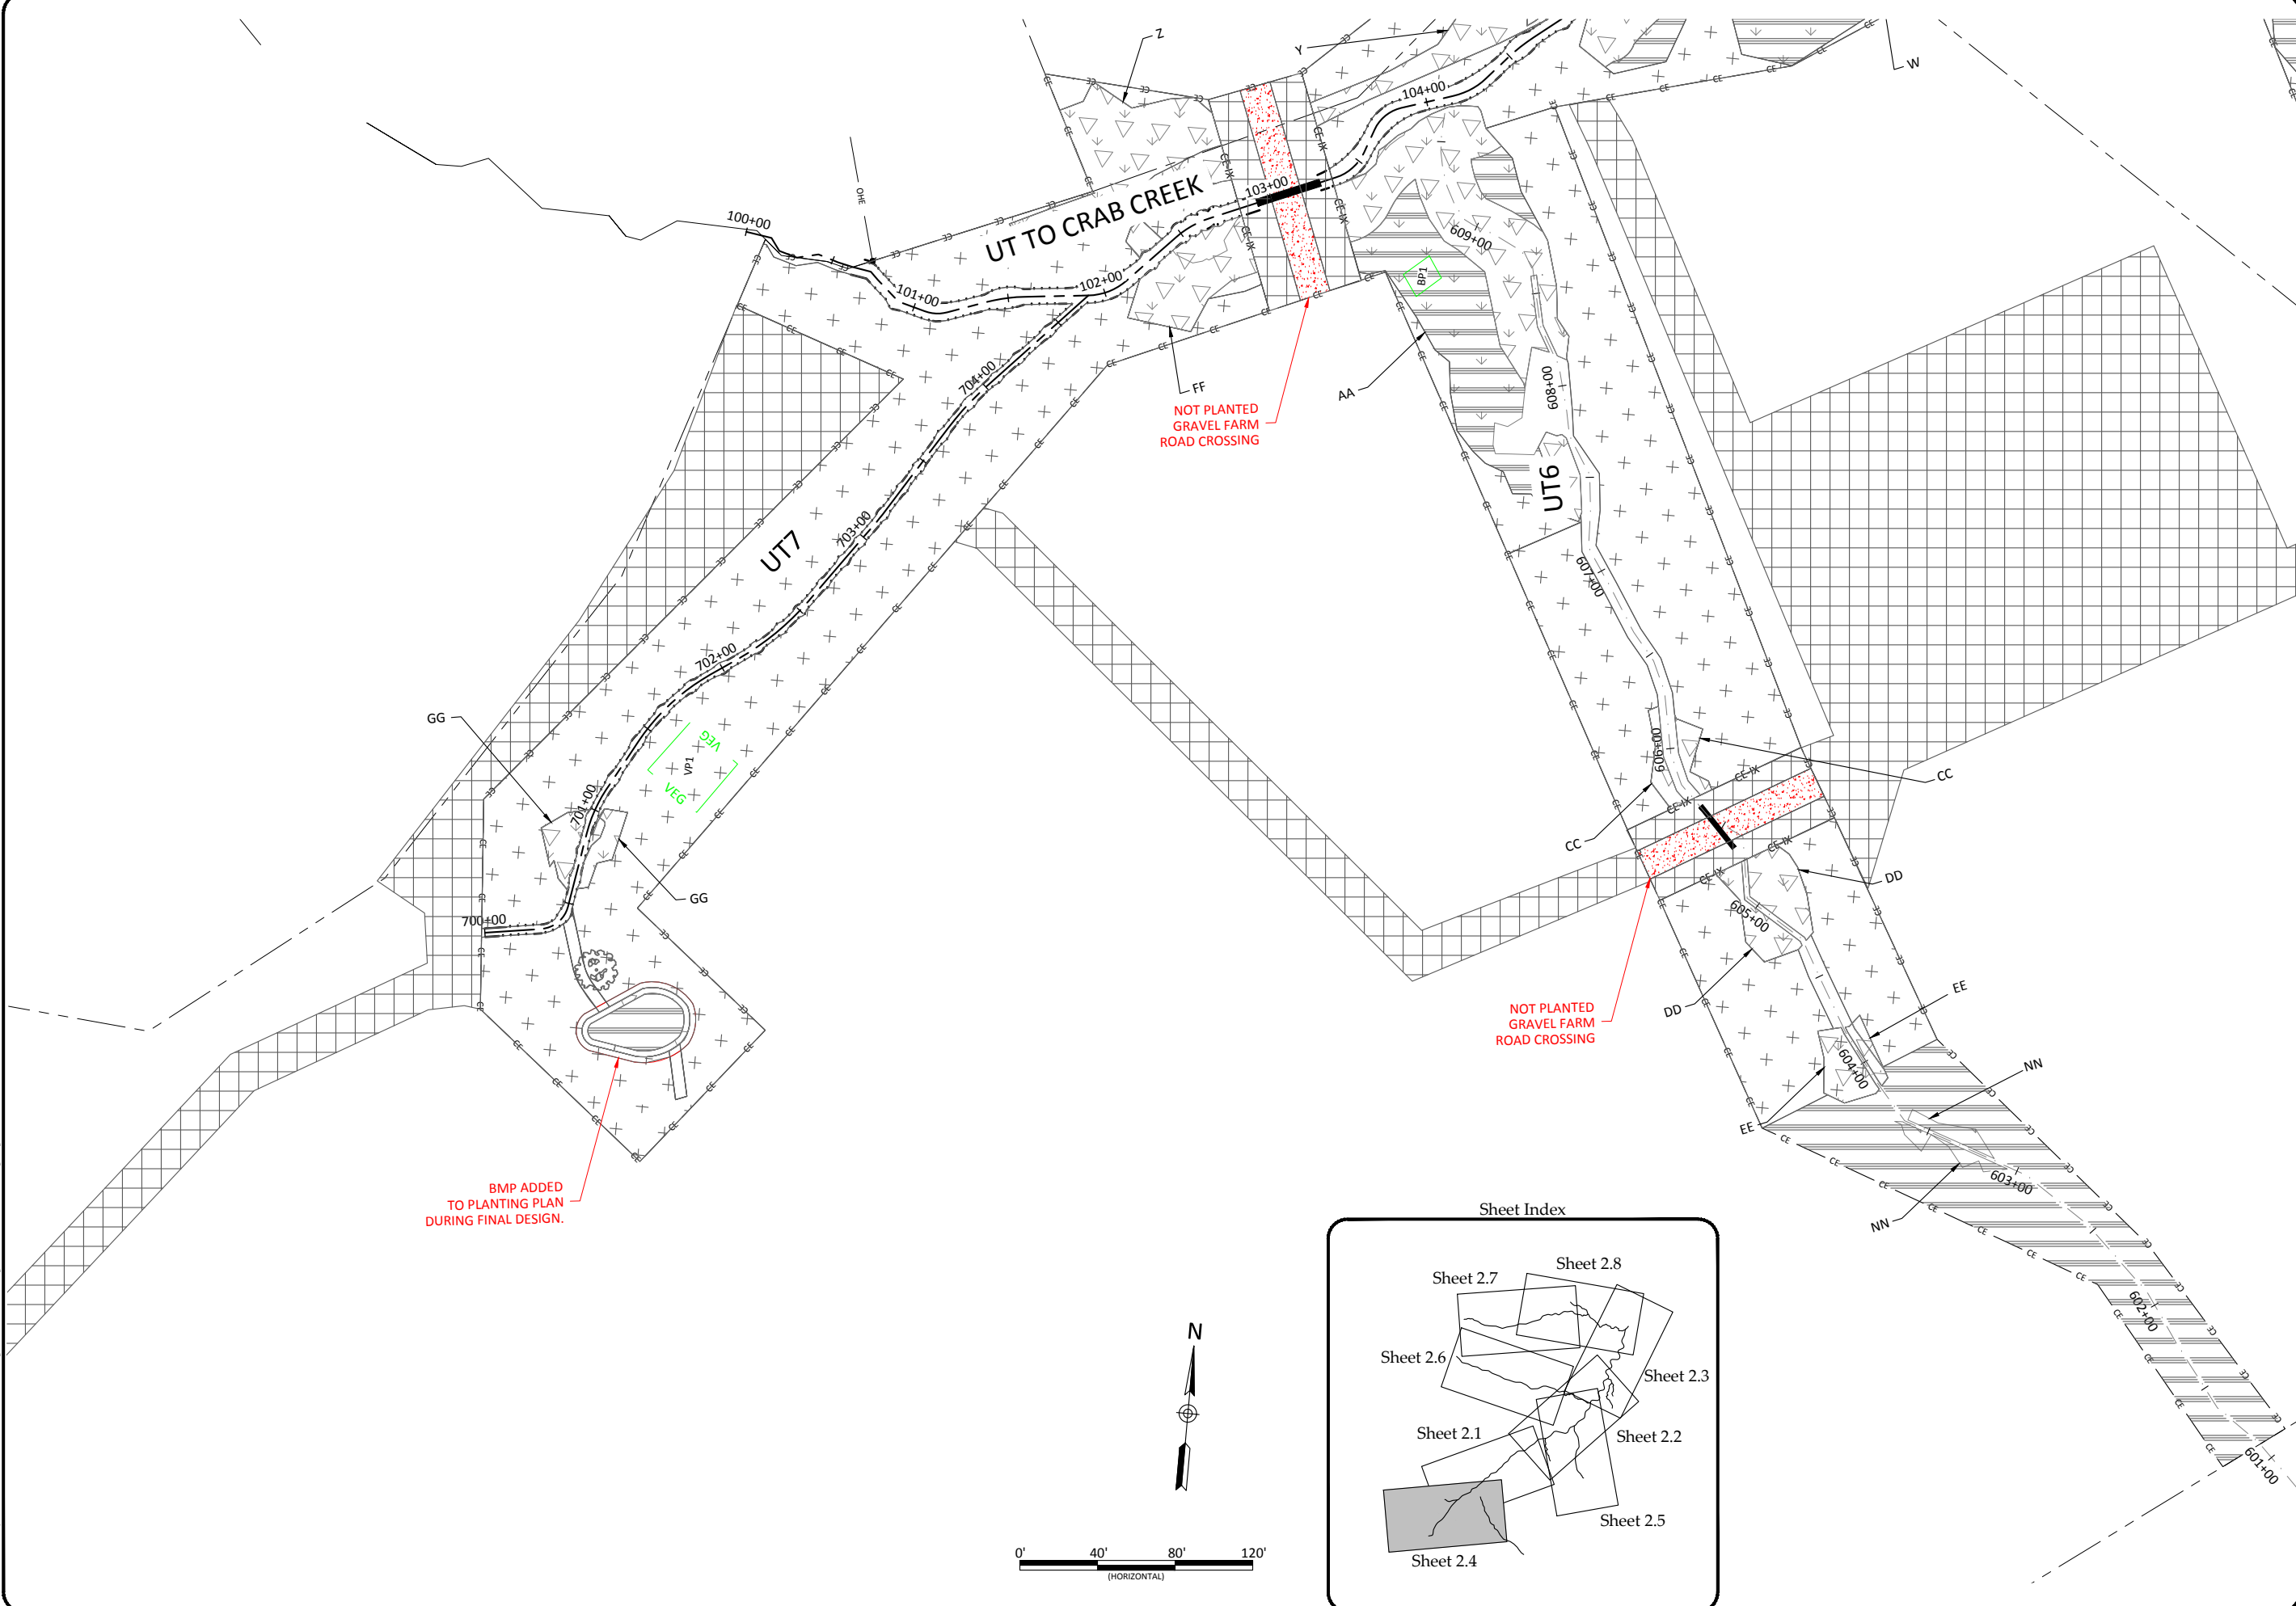 Z
Y
W
104+00
OHE
UT TO CRAB CREEK
103+00
100+00
101+00
102+00
609+00
BP1
AA
FF
NOT PLANTED
GRAVEL FARM
ROAD CROSSING
704+00
608+00
UT6
703+00
UT7
607+00
702+00
GG
VEG
VP1
VEG
606+00
CC
CC
701+00
GG
700+00
DD
605+00
DD
EE
NOT PLANTED
GRAVEL FARM
ROAD CROSSING
604+00
NN
EE
603+00
NN
BMP ADDED
TO PLANTING PLAN
DURING FINAL DESIGN.
602+00
601+00
CE
CE-IX
N
0' 40' 80' 120'
(HORIZONTAL)
Sheet Index
Sheet 2.8
Sheet 2.7
Sheet 2.6
Sheet 2.3
Sheet 2.1
Sheet 2.2
Sheet 2.5
Sheet 2.4